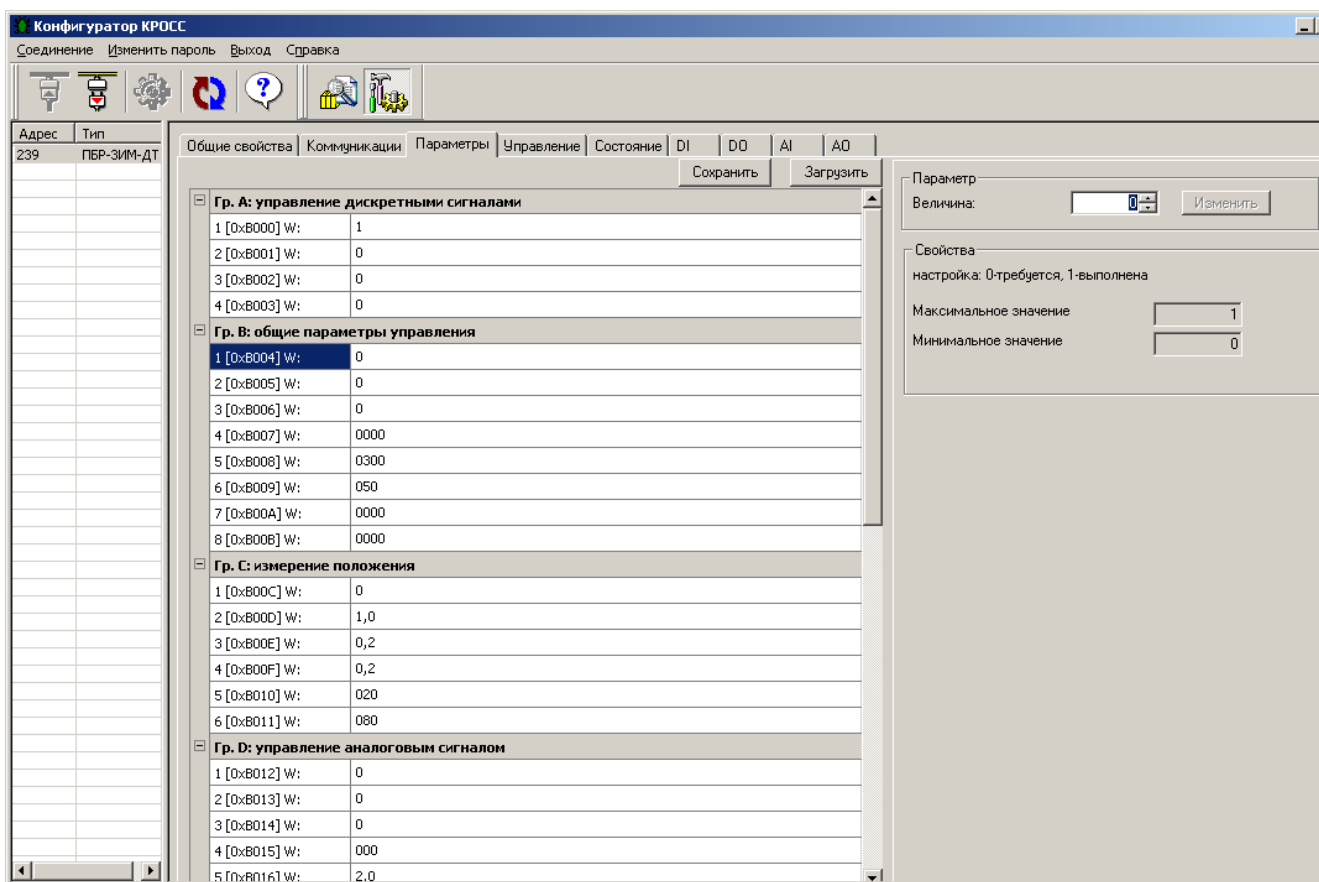 Конфигуратор КРОСС
Соединение Изменить пароль Выход Справка
Адрес Тип
239 ПБР-ЗИМ-ДТ
Общие свойства Коммуникации Параметры Управление Состояние DI DO AI AO
Сохранить Загрузить
Гр. A: управление дискретными сигналами
1 [0xB000] W: 1
2 [0xB001] W: 0
3 [0xB002] W: 0
4 [0xB003] W: 0
Гр. B: общие параметры управления
1 [0xB004] W: 0
2 [0xB005] W: 0
3 [0xB006] W: 0
4 [0xB007] W: 0000
5 [0xB008] W: 0300
6 [0xB009] W: 050
7 [0xB00A] W: 0000
8 [0xB00B] W: 0000
Гр. C: измерение положения
1 [0xB00C] W: 0
2 [0xB00D] W: 1,0
3 [0xB00E] W: 0,2
4 [0xB00F] W: 0,2
5 [0xB010] W: 020
6 [0xB011] W: 080
Гр. D: управление аналоговым сигналом
1 [0xB012] W: 0
2 [0xB013] W: 0
3 [0xB014] W: 0
4 [0xB015] W: 000
5 [0xB016] W: 2,0
Параметр
Величина: 0 Изменить
Свойства
настройка: 0-требуется, 1-выполнена
Максимальное значение 1
Минимальное значение 0